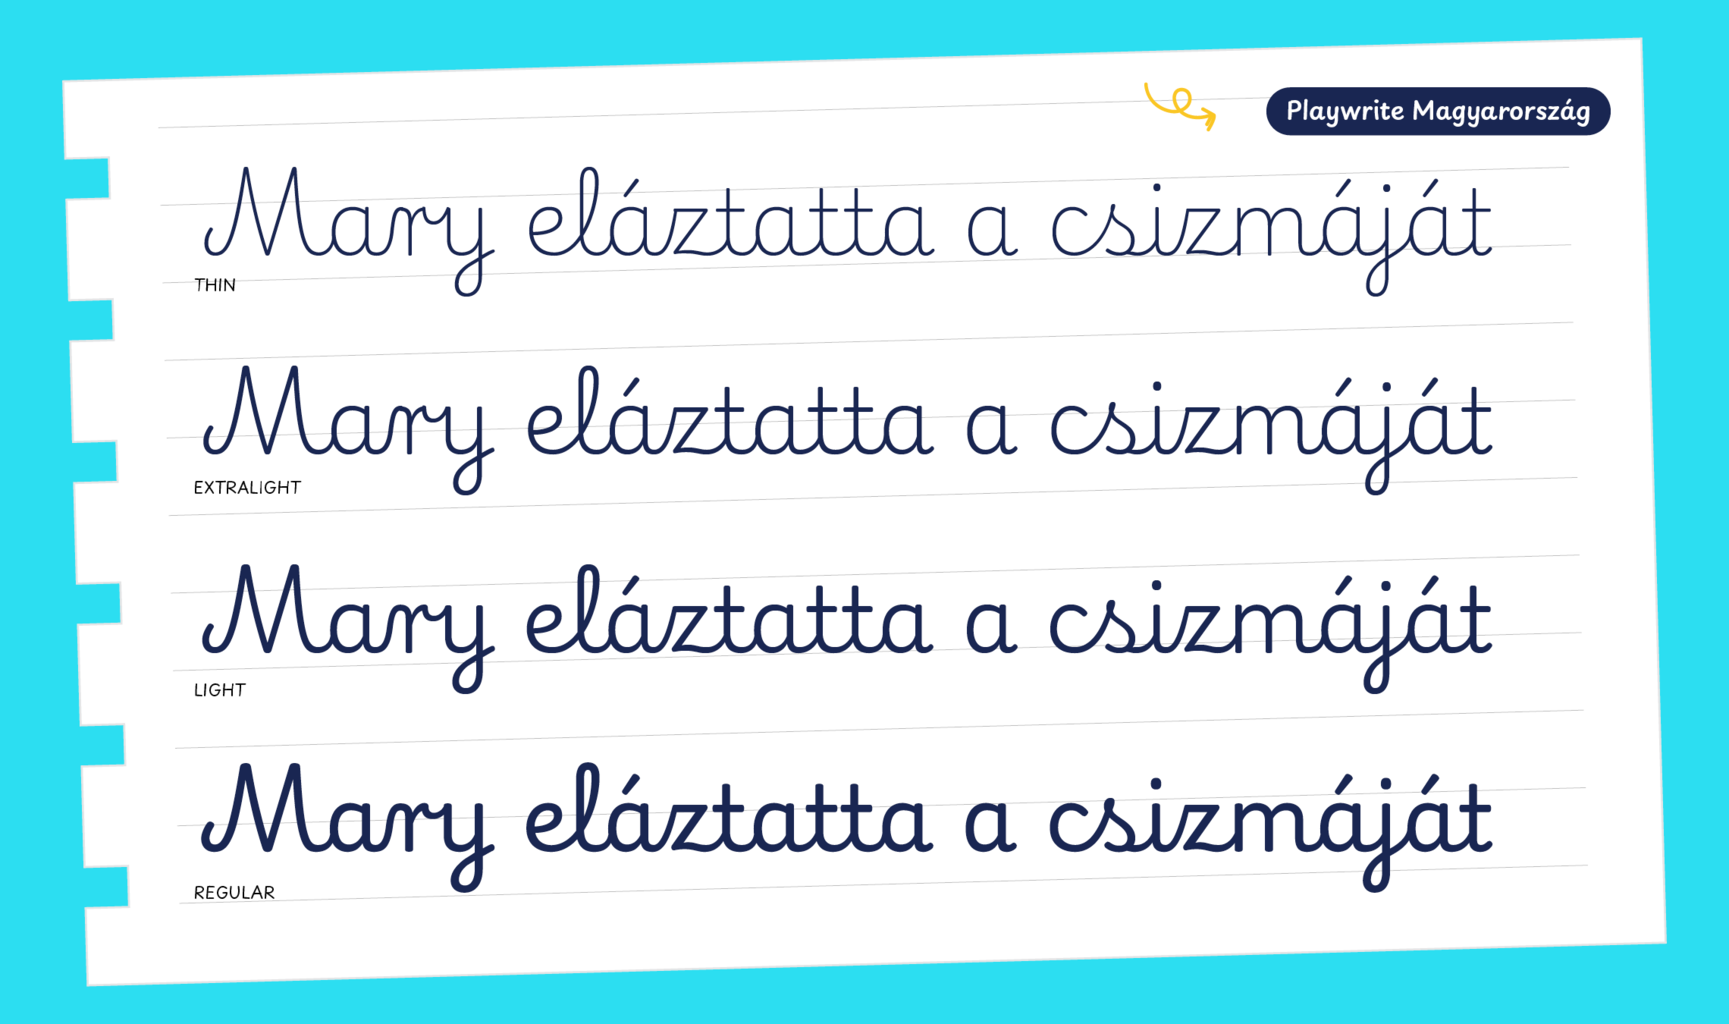 Playwrite Magyarország
Mary eláztatta a csizmáját
THIN
Mary eláztatta a csizmáját
EXTRALIGHT
Mary eláztatta a csizmáját
LIGHT
Mary eláztatta a csizmáját
REGULAR